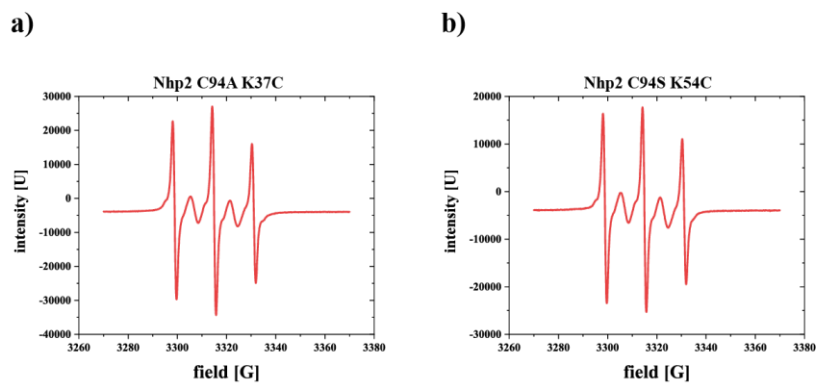 a)
Nhp2 C94A K37C
30000
20000
10000
0
-10000
-20000
-30000
-40000
intensity [U]
3260 3280 3300 3320 3340 3360 3380
field [G]
b)
Nhp2 C94S K54C
20000
10000
0
-10000
-20000
-30000
intensity [U]
3260 3280 3300 3320 3340 3360 3380
field [G]